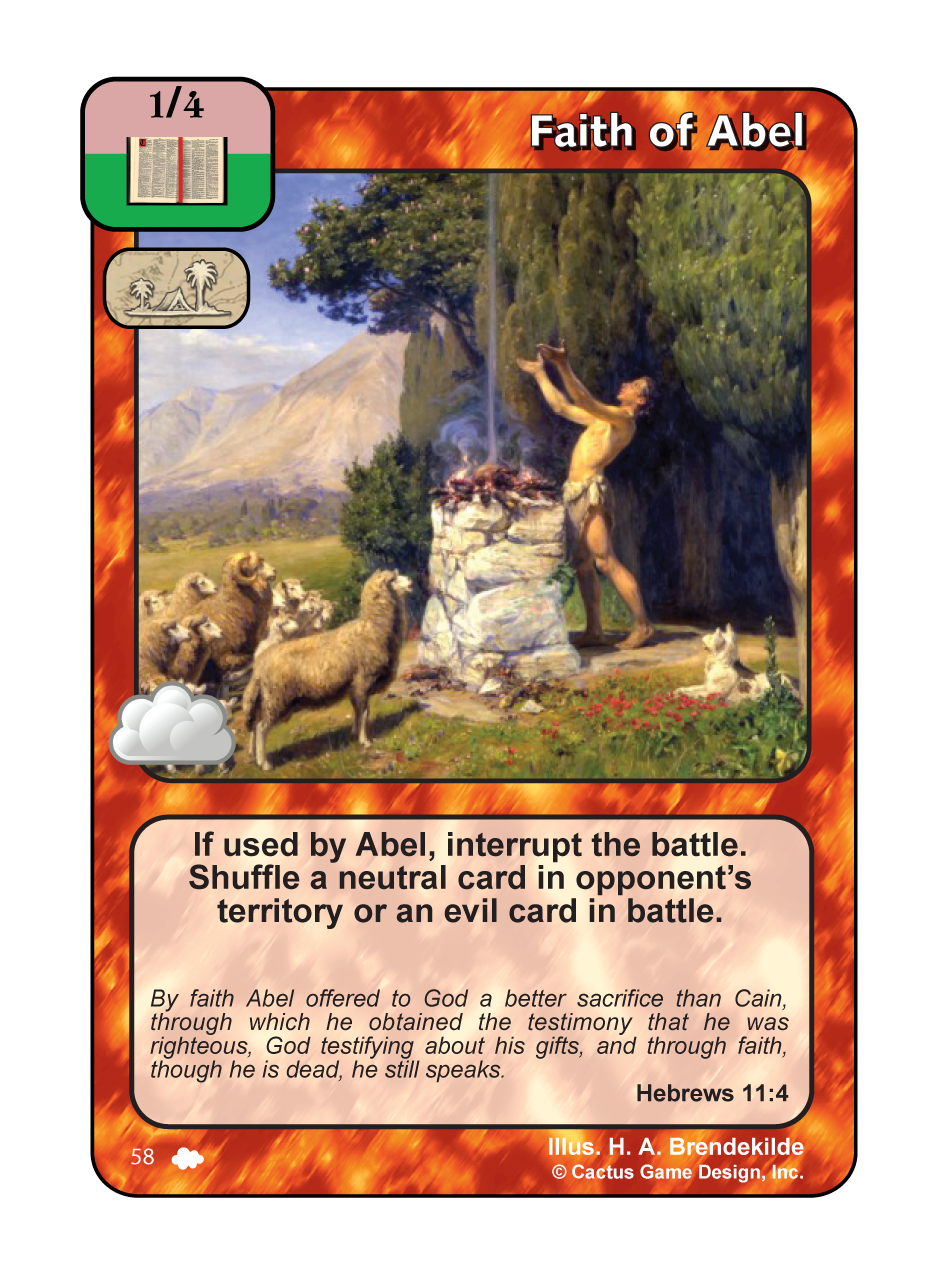 1/4
Faith of Abel
If used by Abel, interrupt the battle.
Shuffle a neutral card in opponent's
territory or an evil card in battle.
By faith Abel offered to God a better sacrifice than Cain,
through which he obtained the testimony that he was
righteous, God testifying about his gifts, and through faith,
though he is dead, he still speaks.
Hebrews 11:4
58
Illus. H. A. Brendekilde
© Cactus Game Design, Inc.